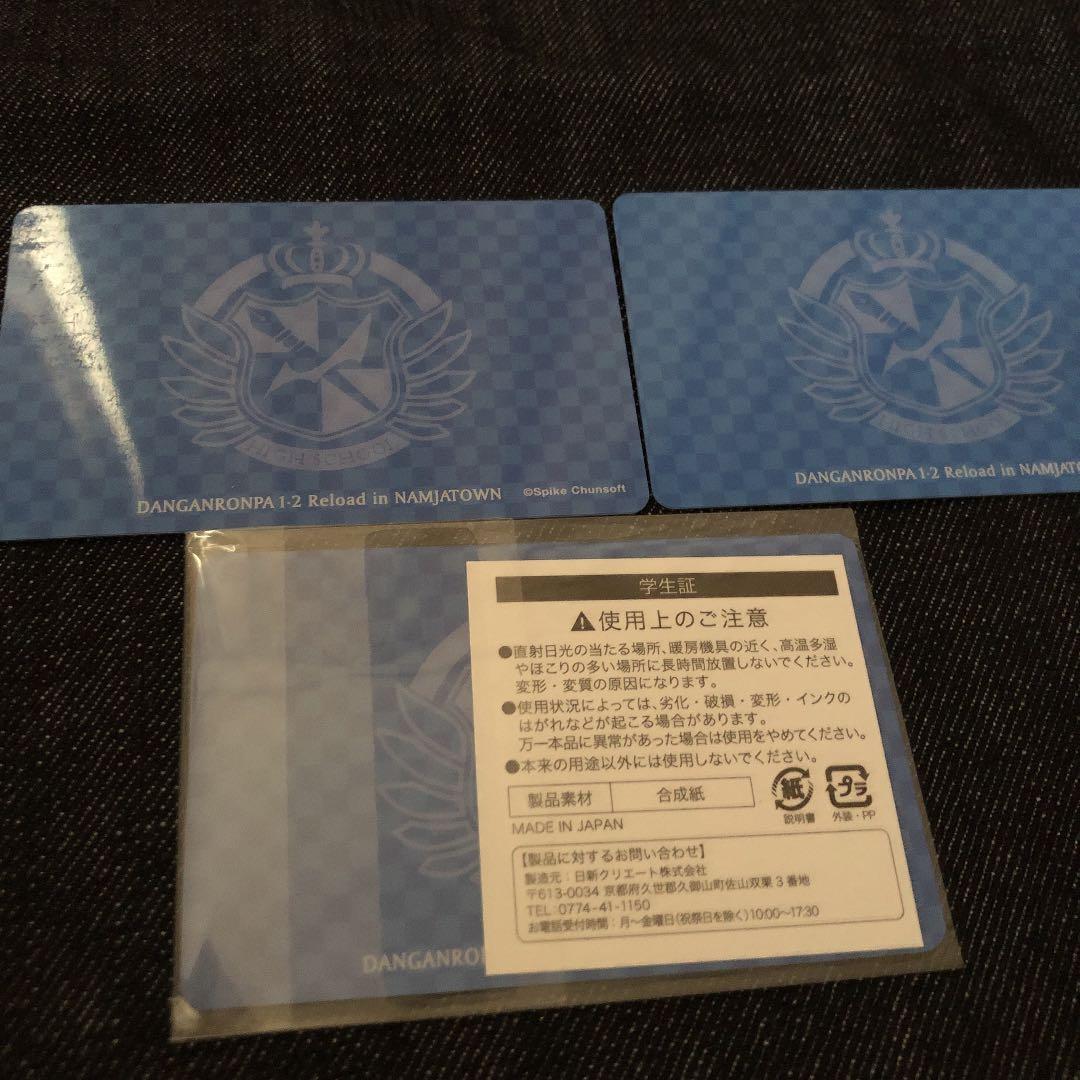 HIGH SCHOOL
DANGANRONPA 1・2 Reload in NAMJATOWN ©Spike Chunsoft
DANGANRONPA 1・2 Reload in NAMJATO
学生証
使用上のご注意
●直射日光の当たる場所、暖房機具の近く、高温多湿
やほこりの多い場所に長時間放置しないでください。
変形・変質の原因になります。
●使用状況によっては、劣化・破損・変形・インクの
はがれなどが起こる場合があります。
万一本品に異常があった場合は使用をやめてください。
●本来の用途以外には使用しないでください。
製品素材 合成紙
紙 プラ
説明書 外装・PP
MADE IN JAPAN
【製品に対するお問い合わせ】
製造元：日新クリエート株式会社
〒613-0034 京都府久世郡久御山町佐山双栗3番地
TEL：0774-41-1150
お電話受付時間：月～金曜日(祝祭日を除く)10:00～17:30
DANGANRON